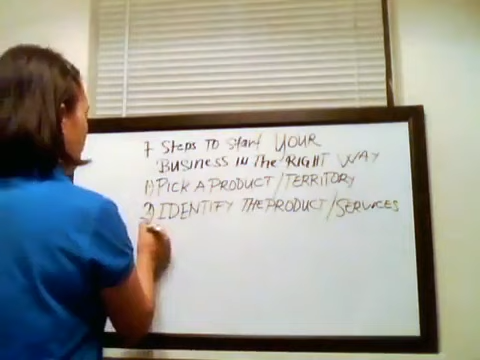 7 Steps To Start YOUR
BUSINESS IN The RIGHT WAY
1) PICK A PRODUCT/TERRITORY
2) IDENTIFY THE PRODUCT/SERVICES